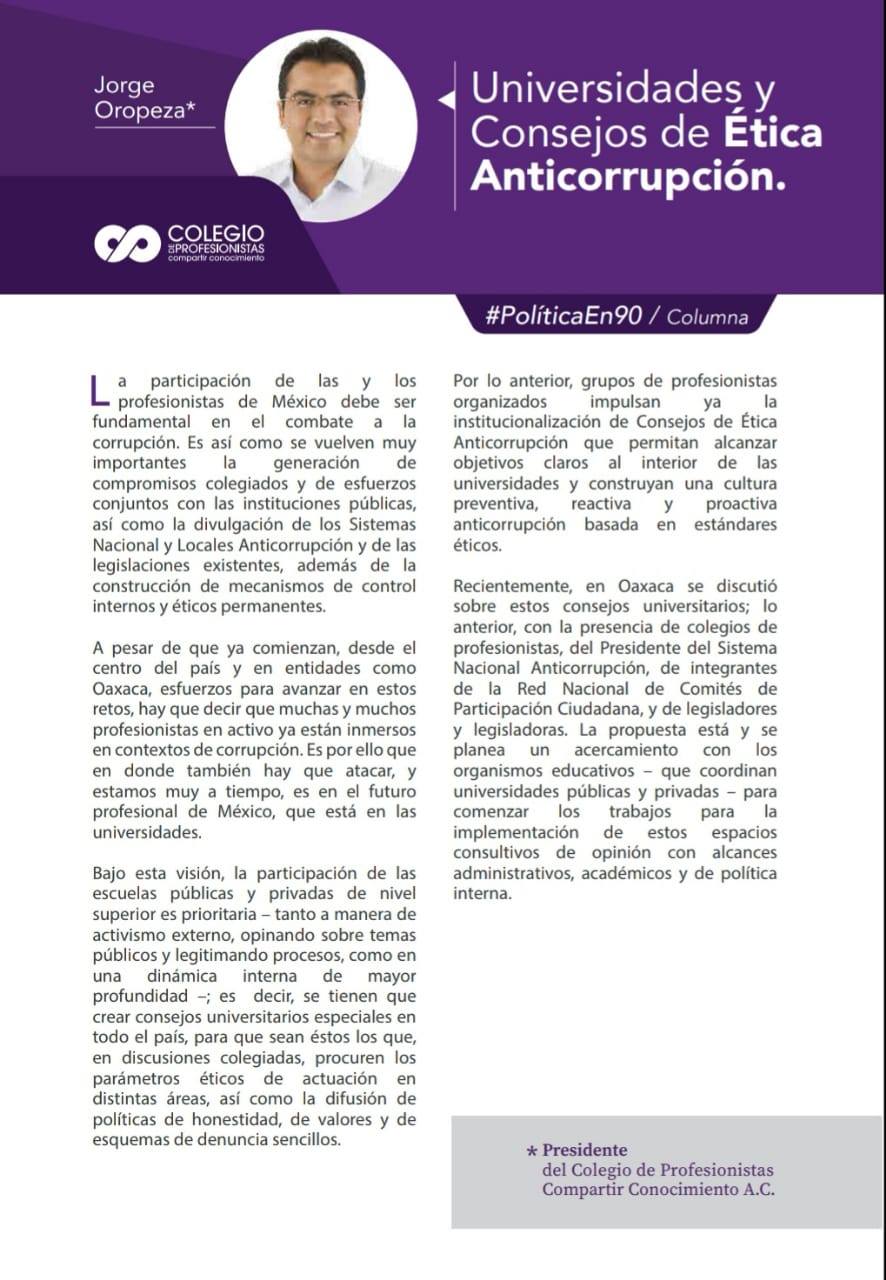 Jorge
Oropeza*
Universidades y
Consejos de Ética
Anticorrupción.
COLEGIO
DE PROFESIONISTAS
compartir conocimiento
#PolíticaEn90 / Columna
La participación de las y los
profesionistas de México debe ser
fundamental en el combate a la
corrupción. Es así como se vuelven muy
importantes la generación de
compromisos colegiados y de esfuerzos
conjuntos con las instituciones públicas,
así como la divulgación de los Sistemas
Nacional y Locales Anticorrupción y de las
legislaciones existentes, además de la
construcción de mecanismos de control
internos y éticos permanentes.
A pesar de que ya comienzan, desde el
centro del país y en entidades como
Oaxaca, esfuerzos para avanzar en estos
retos, hay que decir que muchas y muchos
profesionistas en activo ya están inmersos
en contextos de corrupción. Es por ello que
en donde también hay que atacar, y
estamos muy a tiempo, es en el futuro
profesional de México, que está en las
universidades.
Bajo esta visión, la participación de las
escuelas públicas y privadas de nivel
superior es prioritaria – tanto a manera de
activismo externo, opinando sobre temas
públicos y legitimando procesos, como en
una dinámica interna de mayor
profundidad –; es decir, se tienen que
crear consejos universitarios especiales en
todo el país, para que sean éstos los que,
en discusiones colegiadas, procuren los
parámetros éticos de actuación en
distintas áreas, así como la difusión de
políticas de honestidad, de valores y de
esquemas de denuncia sencillos.
Por lo anterior, grupos de profesionistas
organizados impulsan ya la
institucionalización de Consejos de Ética
Anticorrupción que permitan alcanzar
objetivos claros al interior de las
universidades y construyan una cultura
preventiva, reactiva y proactiva
anticorrupción basada en estándares
éticos.
Recientemente, en Oaxaca se discutió
sobre estos consejos universitarios; lo
anterior, con la presencia de colegios de
profesionistas, del Presidente del Sistema
Nacional Anticorrupción, de integrantes
de la Red Nacional de Comités de
Participación Ciudadana, y de legisladores
y legisladoras. La propuesta está y se
planea un acercamiento con los
organismos educativos – que coordinan
universidades públicas y privadas – para
comenzar los trabajos para la
implementación de estos espacios
consultivos de opinión con alcances
administrativos, académicos y de política
interna.
* Presidente
del Colegio de Profesionistas
Compartir Conocimiento A.C.